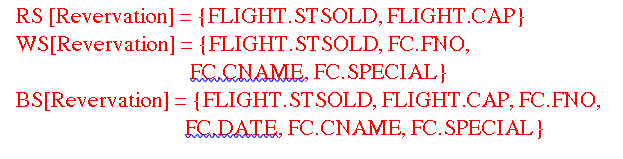 RS [Revervation] = {FLIGHT.STSOLD, FLIGHT.CAP}
WS[Revervation] = {FLIGHT.STSOLD, FC.FNO,
FC.CNAME, FC.SPECIAL}
BS[Revervation] = {FLIGHT.STSOLD, FLIGHT.CAP, FC.FNO,
FC.DATE, FC.CNAME, FC.SPECIAL}